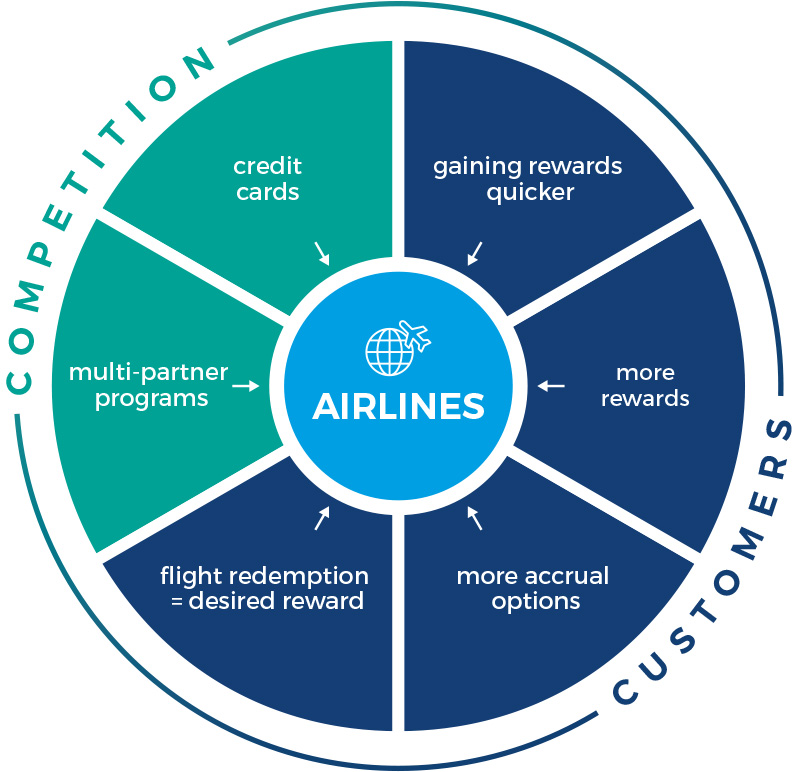 COMPETITION
credit
cards
gaining rewards
quicker
multi-partner
programs
AIRLINES
more
rewards
flight redemption
= desired reward
more accrual
options
CUSTOMERS